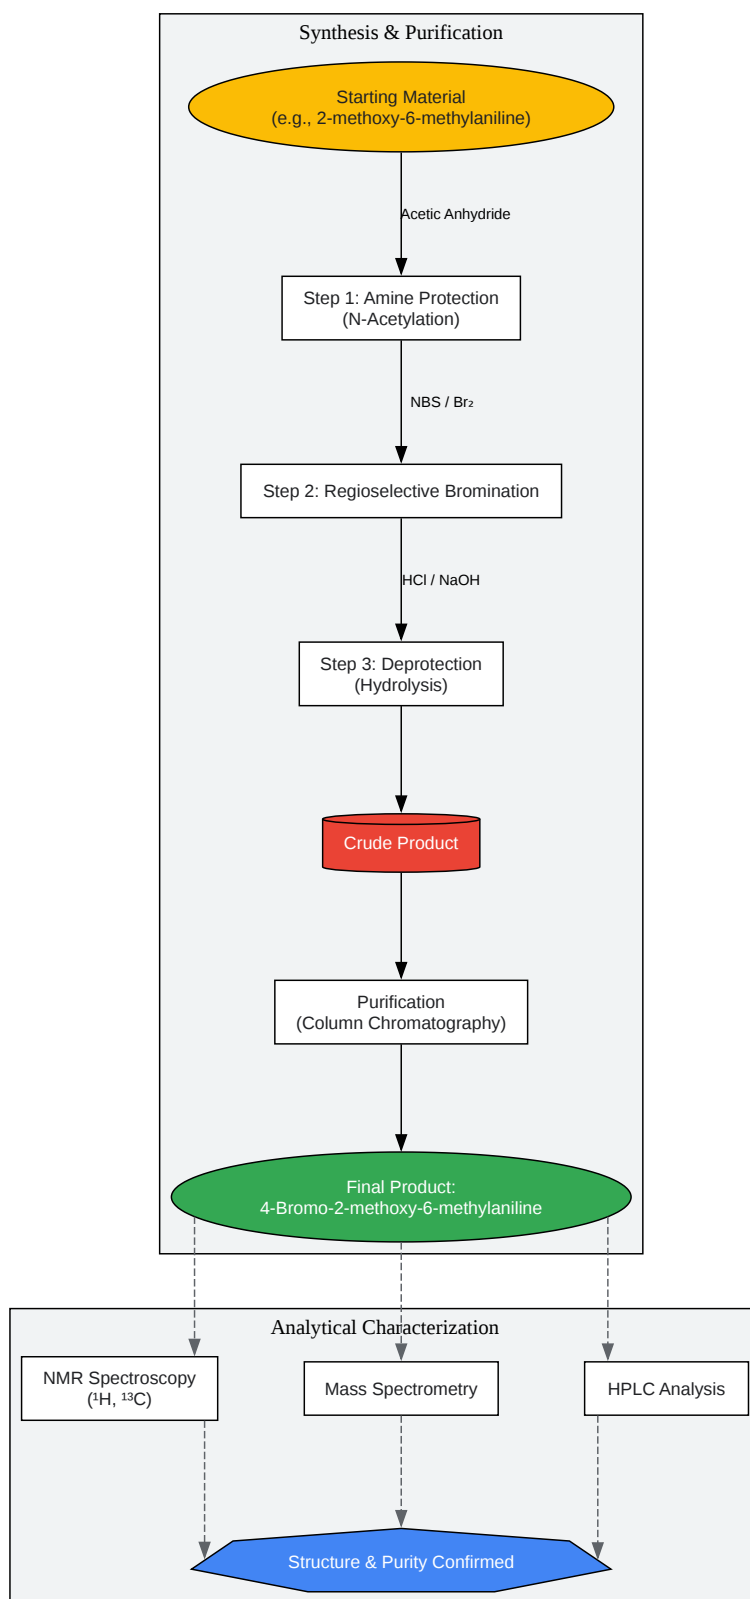 Synthesis & Purification
Starting Material
(e.g., 2-methoxy-6-methylaniline)
Acetic Anhydride
Step 1: Amine Protection
(N-Acetylation)
NBS / Br₂
Step 2: Regioselective Bromination
HCl / NaOH
Step 3: Deprotection
(Hydrolysis)
Crude Product
Purification
(Column Chromatography)
Final Product:
4-Bromo-2-methoxy-6-methylaniline
Analytical Characterization
NMR Spectroscopy
(¹H, ¹³C)
Mass Spectrometry
HPLC Analysis
Structure & Purity Confirmed